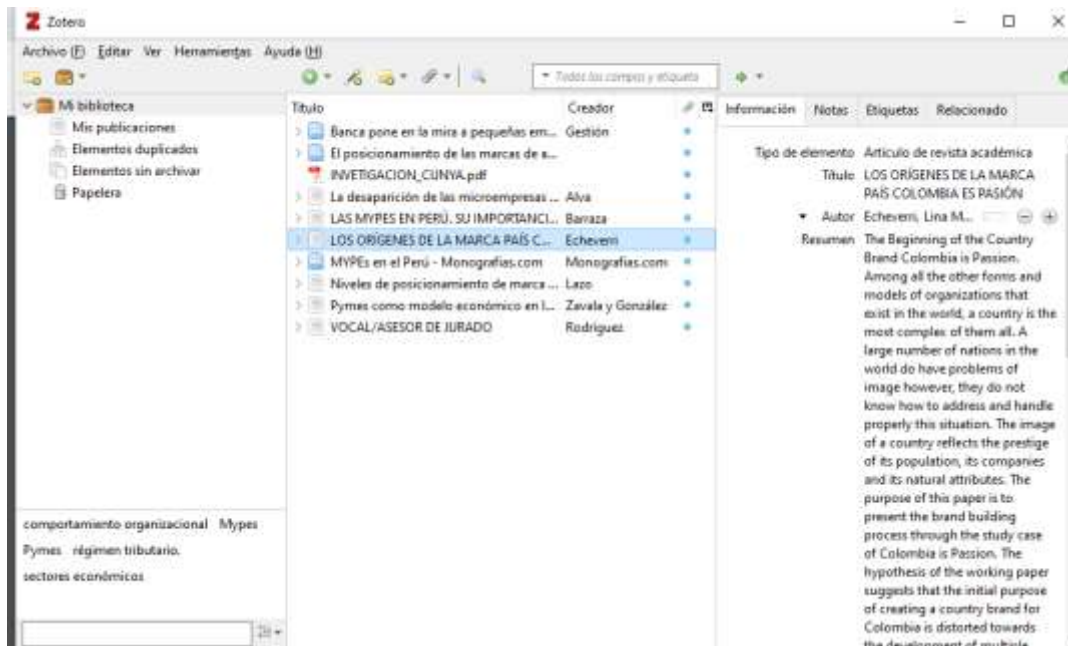 Zotero
Archivo (F) Editar Ver Herramientas Ayuda (H)
Todos los campos y etiqueta
Mi biblioteca
Mis publicaciones
Elementos duplicados
Elementos sin archivar
Papelera
Título Creador
Banca pone en la mira a pequeñas em... Gestión
El posicionamiento de las marcas de a...
INVETIGACION_CUNYA.pdf
La desaparición de las microempresas ... Alva
LAS MYPES EN PERÚ. SU IMPORTANCI... Barraza
LOS ORÍGENES DE LA MARCA PAÍS C... Echeverri
MYPEs en el Perú - Monografias.com Monografias.com
Niveles de posicionamiento de marca ... Lazo
Pymes como modelo económico en l... Zavala y González
VOCAL/ASESOR DE JURADO Rodriguez
Información Notas Etiquetas Relacionado
Tipo de elemento Artículo de revista académica
Título LOS ORÍGENES DE LA MARCA
PAÍS COLOMBIA ES PASIÓN
Autor Echeverri, Lina M...
Resumen The Beginning of the Country
Brand Colombia is Passion.
Among all the other forms and
models of organizations that
exist in the world, a country is the
most complex of them all. A
large number of nations in the
world do have problems of
image however, they do not
know how to address and handle
properly this situation. The image
of a country reflects the prestige
of its population, its companies
and its natural attributes. The
purpose of this paper is to
present the brand building
process through the study case
of Colombia is Passion. The
hypothesis of the working paper
suggests that the initial purpose
of creating a country brand for
Colombia is distorted towards
the development of multiple
comportamiento organizacional Mypes
Pymes régimen tributario.
sectores económicos